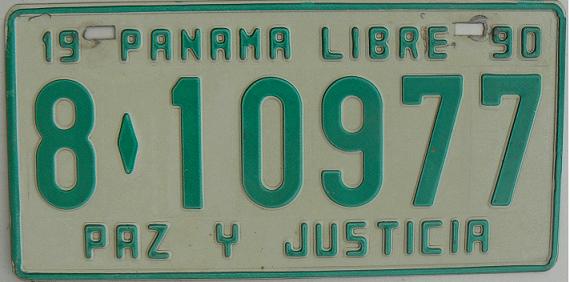 19 PANAMA LIBRE 90
8♦10977
PAZ Y JUSTICIA